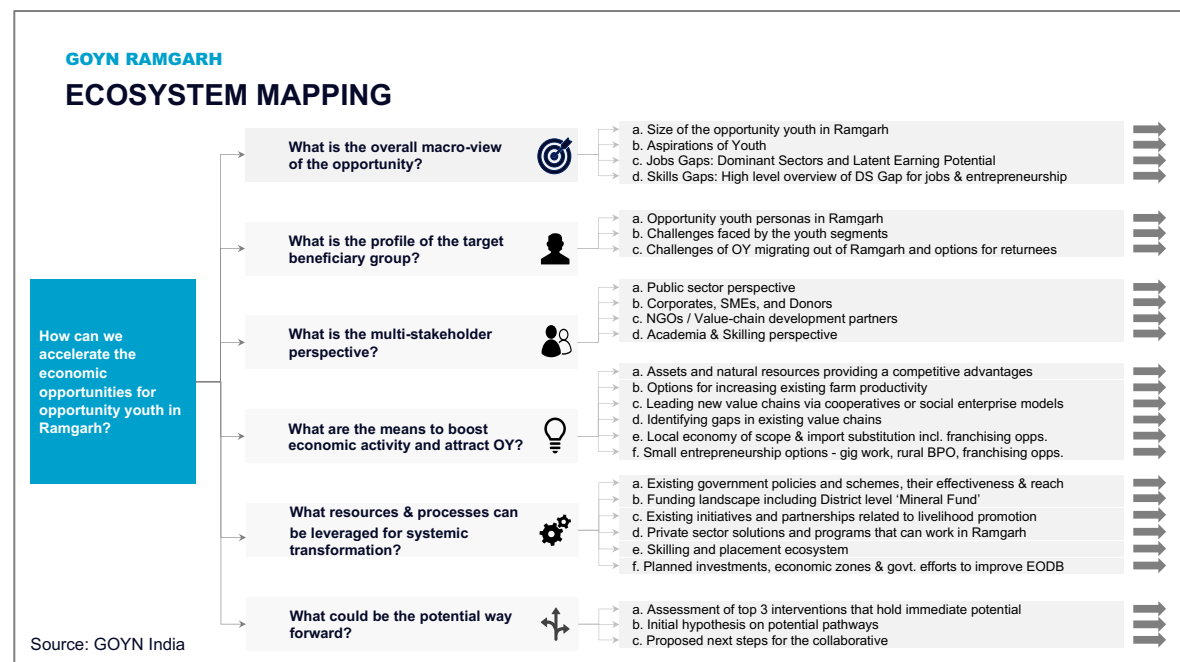 GOYN RAMGARH
ECOSYSTEM MAPPING
How can we
accelerate the
economic
opportunities for
opportunity youth in
Ramgarh?
What is the overall macro-view
of the opportunity?
a. Size of the opportunity youth in Ramgarh
b. Aspirations of Youth
c. Jobs Gaps: Dominant Sectors and Latent Earning Potential
d. Skills Gaps: High level overview of DS Gap for jobs & entrepreneurship
What is the profile of the target
beneficiary group?
a. Opportunity youth personas in Ramgarh
b. Challenges faced by the youth segments
c. Challenges of OY migrating out of Ramgarh and options for returnees
What is the multi-stakeholder
perspective?
a. Public sector perspective
b. Corporates, SMEs, and Donors
c. NGOs / Value-chain development partners
d. Academia & Skilling perspective
What are the means to boost
economic activity and attract OY?
a. Assets and natural resources providing a competitive advantages
b. Options for increasing existing farm productivity
c. Leading new value chains via cooperatives or social enterprise models
d. Identifying gaps in existing value chains
e. Local economy of scope & import substitution incl. franchising opps.
f. Small entrepreneurship options - gig work, rural BPO, franchising opps.
What resources & processes can
be leveraged for systemic
transformation?
a. Existing government policies and schemes, their effectiveness & reach
b. Funding landscape including District level ‘Mineral Fund’
c. Existing initiatives and partnerships related to livelihood promotion
d. Private sector solutions and programs that can work in Ramgarh
e. Skilling and placement ecosystem
f. Planned investments, economic zones & govt. efforts to improve EODB
What could be the potential way
forward?
a. Assessment of top 3 interventions that hold immediate potential
b. Initial hypothesis on potential pathways
c. Proposed next steps for the collaborative
Source: GOYN India